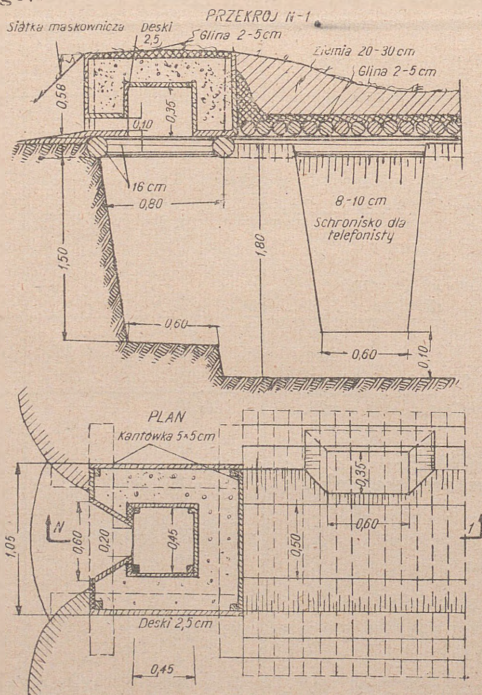 PRZEKRÓJ N-1
Siatka maskownicza
Deski
2,5
Glina 2-5cm
Ziemia 20-30 cm
Glina 2-5cm
0,58
0,35
0,10
16 cm
0,80
8-10 cm
Schronisko dla
telefonisty
1,50
1,80
0,60
0,60
0,10
PLAN
Kantówka 5×5cm
0,35
N
1
0,60
1,05
0,60
0,20
0,45
0,50
Deski 2,5cm
0,45